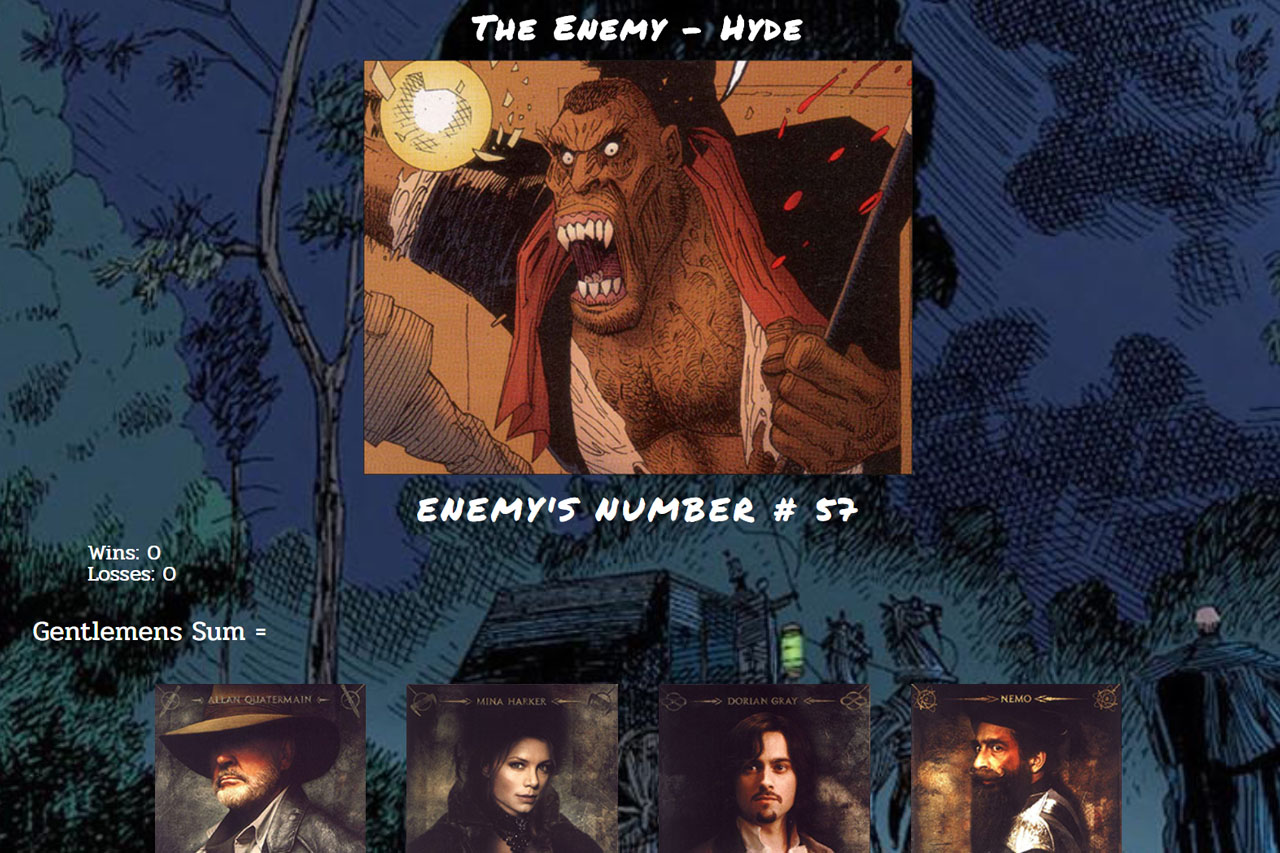 The Enemy - Hyde
ENEMY'S NUMBER # 57
Wins: 0
Losses: 0
Gentlemens Sum =
ALLAN QUATERMAIN
MINA HARKER
DORIAN GRAY
NEMO